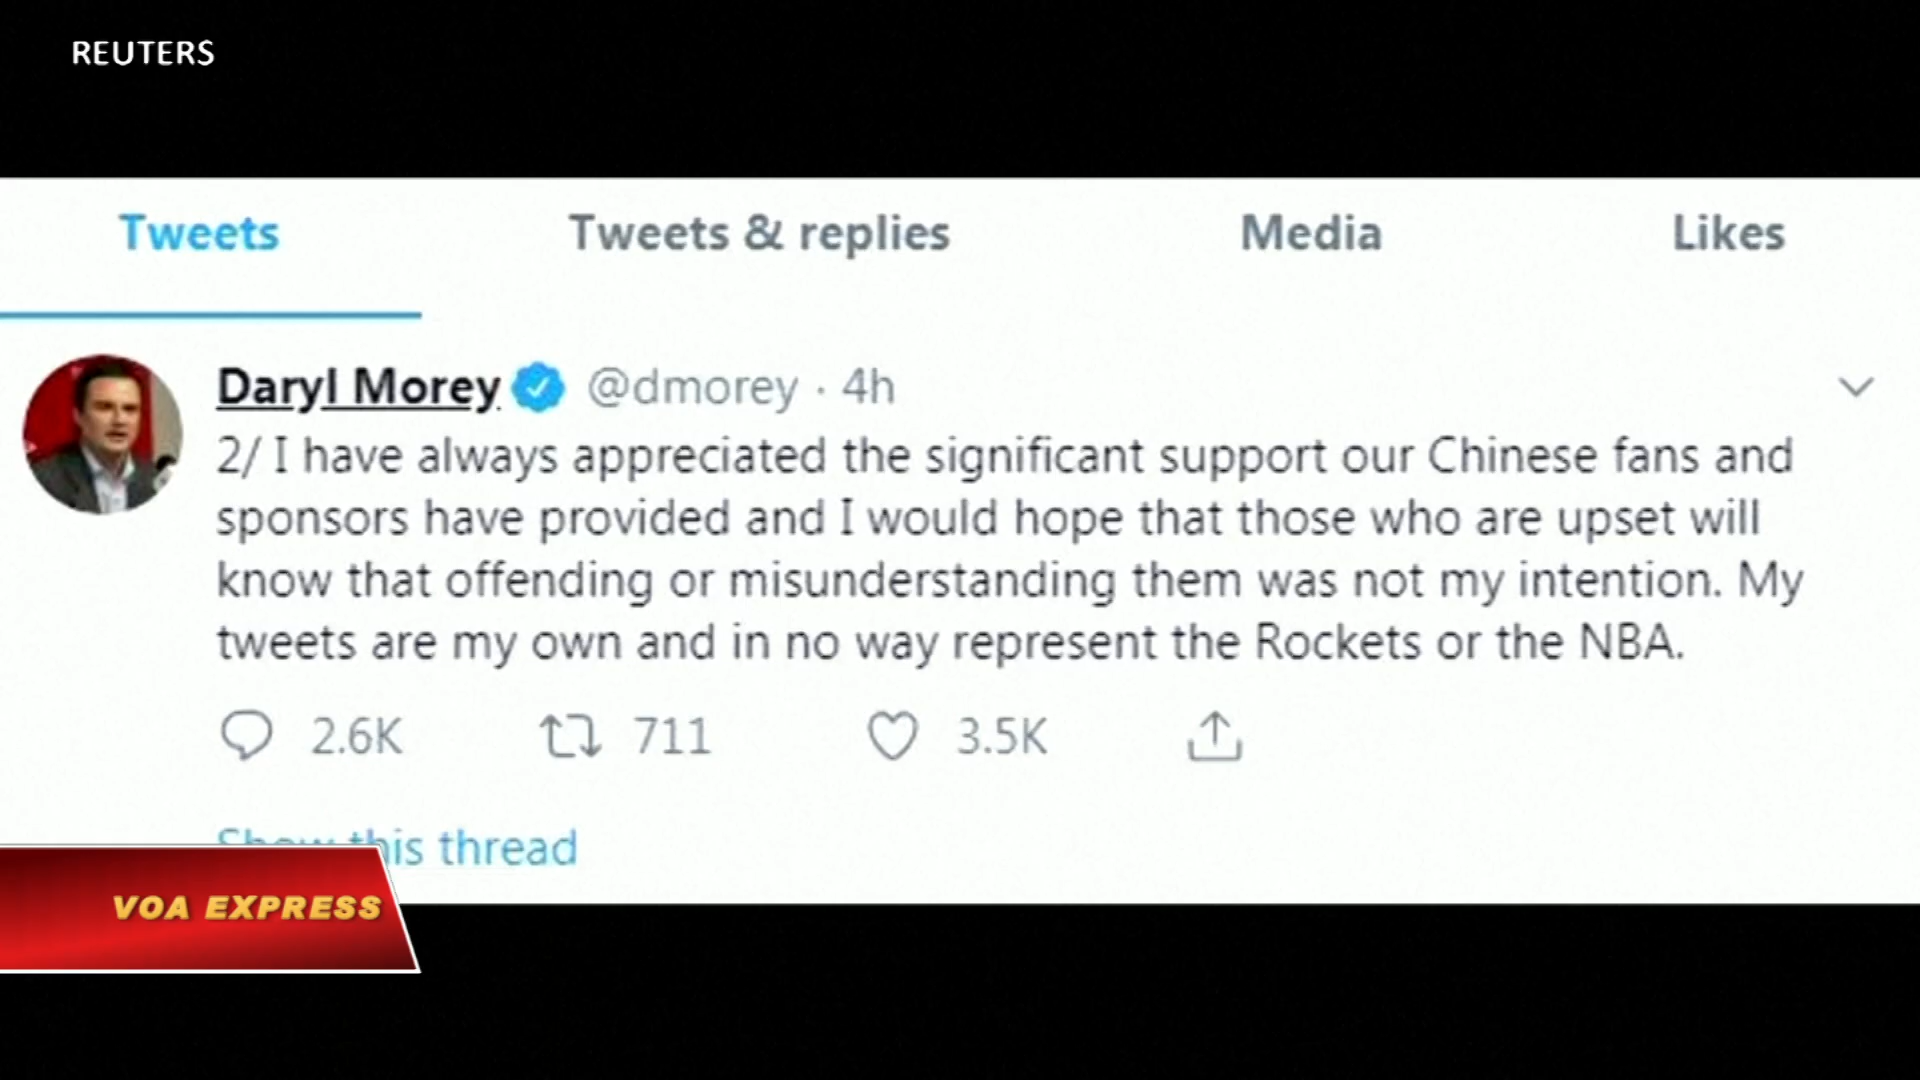 REUTERS
Tweets Tweets & replies Media Likes
Daryl Morey @dmorey · 4h
2/ I have always appreciated the significant support our Chinese fans and
sponsors have provided and I would hope that those who are upset will
know that offending or misunderstanding them was not my intention. My
tweets are my own and in no way represent the Rockets or the NBA.
2.6K 711 3.5K
Show this thread
VOA EXPRESS